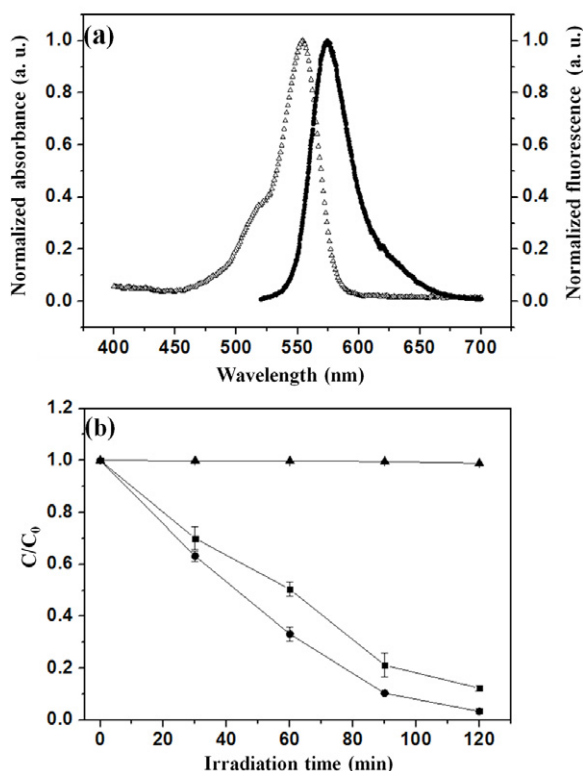 (a)
Normalized absorbance (a. u.)
1.0
0.8
0.6
0.4
0.2
0.0
1.0
0.8
0.6
0.4
0.2
0.0
Normalized fluorescence (a. u.)
400 450 500 550 600 650 700
Wavelength (nm)
(b)
C/C0
1.2
1.0
0.8
0.6
0.4
0.2
0.0
0 20 40 60 80 100 120
Irradiation time (min)